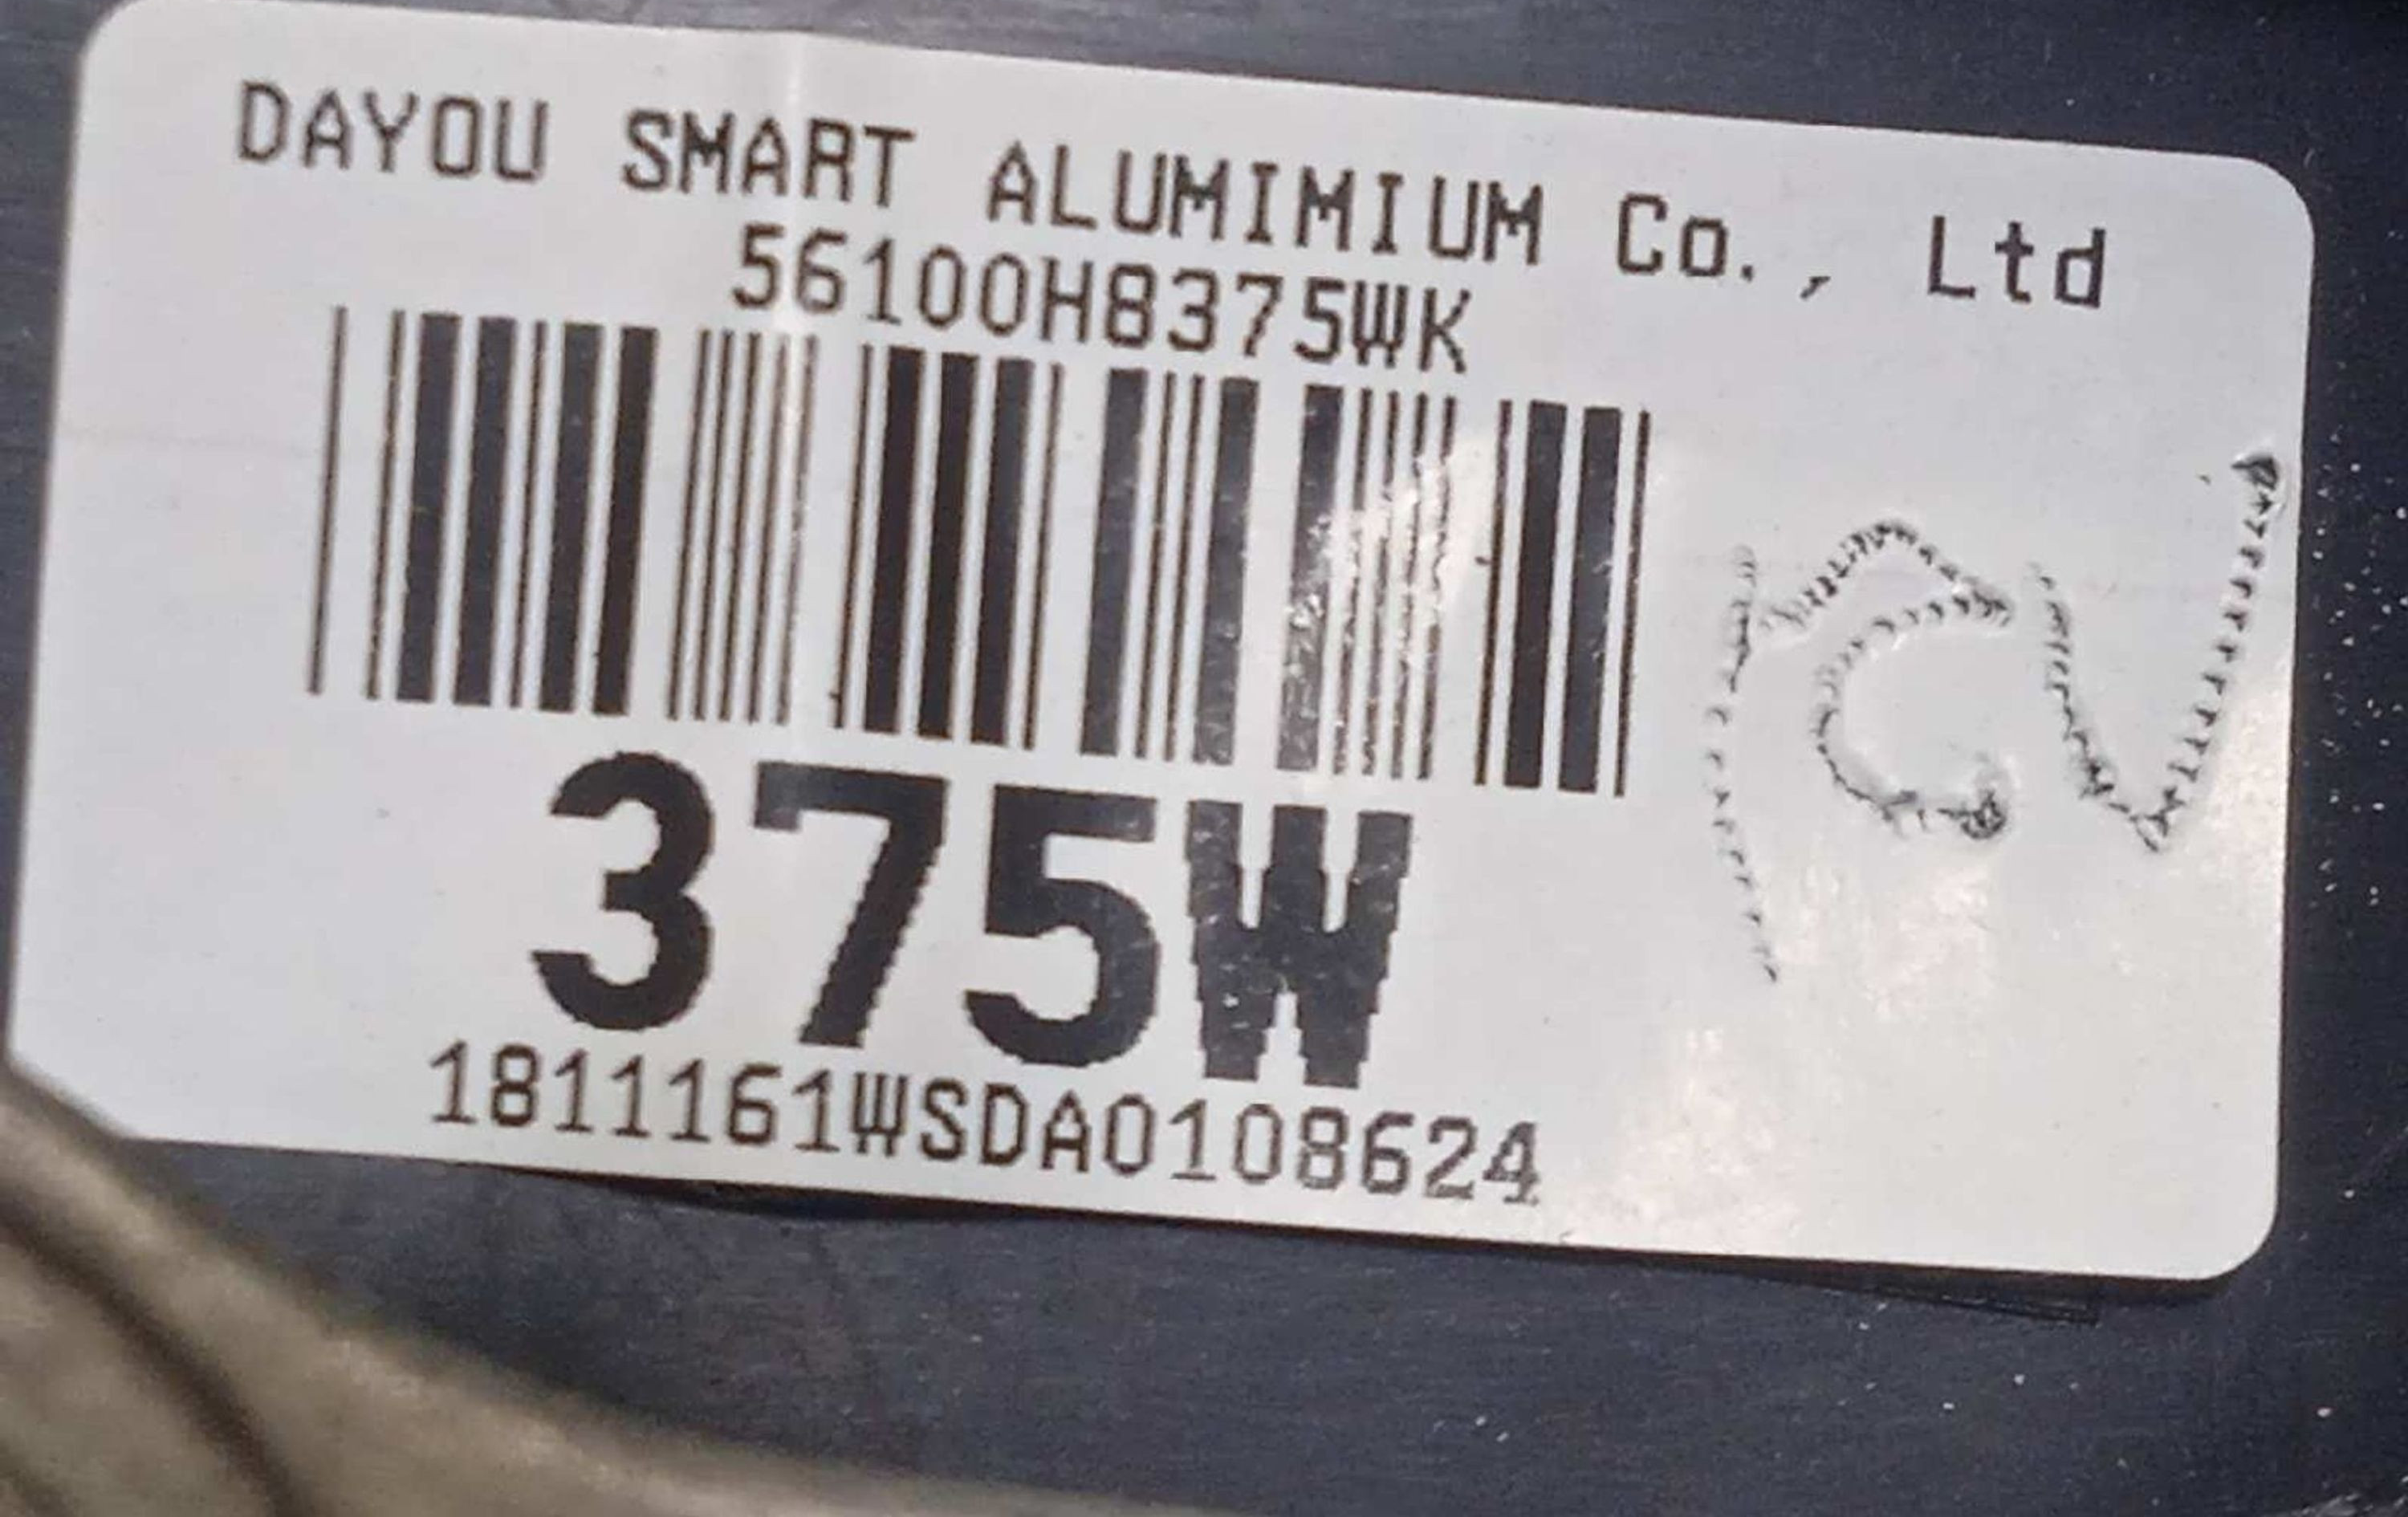 DAYOU SMART ALUMIMIUM Co., Ltd
56100H8375WK
375W
1811161WSDA0108624